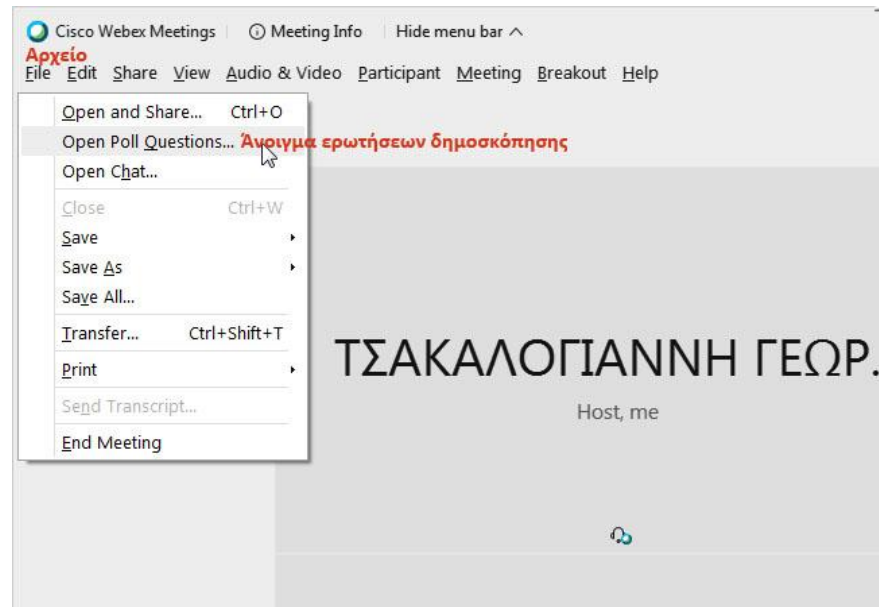 Cisco Webex Meetings Meeting Info Hide menu bar
Αρχείο
File Edit Share View Audio & Video Participant Meeting Breakout Help
Open and Share... Ctrl+O
Open Poll Questions... Άνοιγμα ερωτήσεων δημοσκόπησης
Open Chat...
Close Ctrl+W
Save
Save As
Save All...
Transfer... Ctrl+Shift+T
Print
Send Transcript...
End Meeting
ΤΣΑΚΑΛΟΓΙΑΝΝΗ ΓΕΩΡ.
Host, me